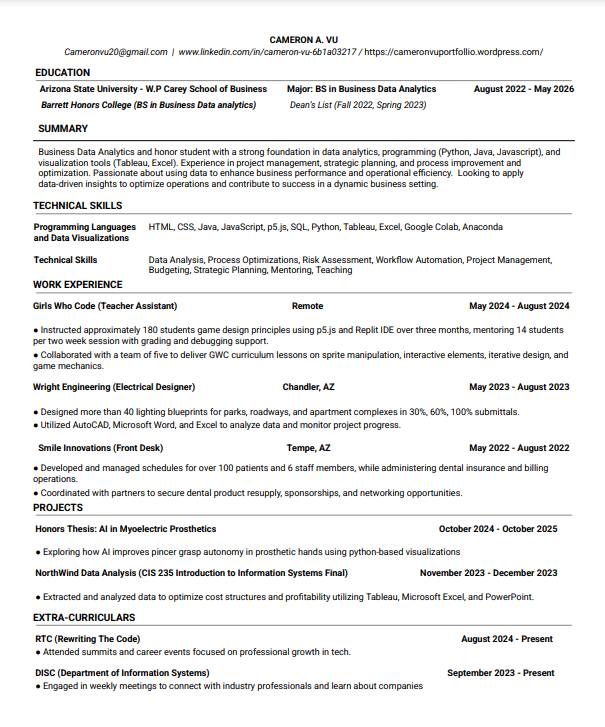 CAMERON A. VU
Cameronvu20@gmail.com | www.linkedin.com/in/cameron-vu-6b1a03217 / https://cameronvuportfollio.wordpress.com/
EDUCATION
Arizona State University - W.P Carey School of Business Major: BS in Business Data Analytics August 2022 - May 2026
Barrett Honors College (BS in Business Data analytics) Dean's List (Fall 2022, Spring 2023)
SUMMARY
Business Data Analytics and honor student with a strong foundation in data analytics, programming (Python, Java, Javascript), and
visualization tools (Tableau, Excel). Experience in project management, strategic planning, and process improvement and
optimization. Passionate about using data to enhance business performance and operational efficiency. Looking to apply
data-driven insights to optimize operations and contribute to success in a dynamic business setting.
TECHNICAL SKILLS
Programming Languages HTML, CSS, Java, JavaScript, p5.js, SQL, Python, Tableau, Excel, Google Colab, Anaconda
and Data Visualizations
Technical Skills Data Analysis, Process Optimizations, Risk Assessment, Workflow Automation, Project Management,
Budgeting, Strategic Planning, Mentoring, Teaching
WORK EXPERIENCE
Girls Who Code (Teacher Assistant) Remote May 2024 - August 2024
● Instructed approximately 180 students game design principles using p5.js and Replit IDE over three months, mentoring 14 students
per two week session with grading and debugging support.
● Collaborated with a team of five to deliver GWC curriculum lessons on sprite manipulation, interactive elements, iterative design, and
game mechanics.
Wright Engineering (Electrical Designer) Chandler, AZ May 2023 - August 2023
● Designed more than 40 lighting blueprints for parks, roadways, and apartment complexes in 30%, 60%, 100% submittals.
● Utilized AutoCAD, Microsoft Word, and Excel to analyze data and monitor project progress.
Smile Innovations (Front Desk) Tempe, AZ May 2022 - August 2022
● Developed and managed schedules for over 100 patients and 6 staff members, while administering dental insurance and billing
operations.
● Coordinated with partners to secure dental product resupply, sponsorships, and networking opportunities.
PROJECTS
Honors Thesis: AI in Myoelectric Prosthetics October 2024 - October 2025
● Exploring how AI improves pincer grasp autonomy in prosthetic hands using python-based visualizations
NorthWind Data Analysis (CIS 235 Introduction to Information Systems Final) November 2023 - December 2023
● Extracted and analyzed data to optimize cost structures and profitability utilizing Tableau, Microsoft Excel, and PowerPoint.
EXTRA-CURRICULARS
RTC (Rewriting The Code) August 2024 - Present
● Attended summits and career events focused on professional growth in tech.
DISC (Department of Information Systems) September 2023 - Present
● Engaged in weekly meetings to connect with industry professionals and learn about companies